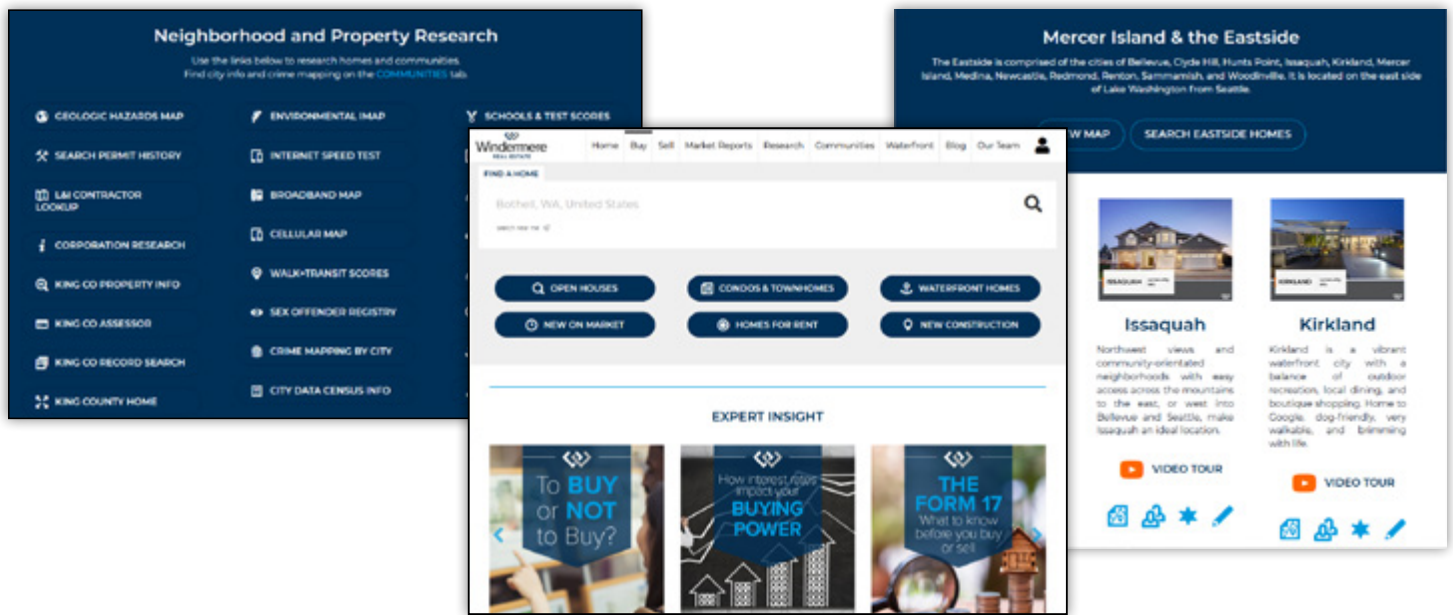 Neighborhood and Property Research
Use the links below to research homes and communities.
Find city info and crime mapping on the COMMUNITIES tab.
GEOLOGIC HAZARDS MAP
SEARCH PERMIT HISTORY
L&I CONTRACTOR
LOOKUP
CORPORATION RESEARCH
KING CO PROPERTY INFO
KING CO ASSESSOR
KING CO RECORD SEARCH
KING COUNTY HOME
ENVIRONMENTAL IMAP
INTERNET SPEED TEST
BROADBAND MAP
CELLULAR MAP
WALK+TRANSIT SCORES
SEX OFFENDER REGISTRY
CRIME MAPPING BY CITY
CITY DATA CENSUS INFO
SCHOOLS & TEST SCORES
Windermere
REAL ESTATE
Home Buy Sell Market Reports Research Communities Waterfront Blog Our Team
FIND A HOME
Bothell, WA, United States
search near me
OPEN HOUSES
CONDOS & TOWNHOMES
WATERFRONT HOMES
NEW ON MARKET
HOMES FOR RENT
NEW CONSTRUCTION
EXPERT INSIGHT
To BUY
or NOT
to Buy?
How interest rates
impact your
BUYING
POWER
THE
FORM 17
What to know
before you buy
or sell
Mercer Island & the Eastside
The Eastside is comprised of the cities of Bellevue, Clyde Hill, Hunts Point, Issaquah, Kirkland, Mercer
Island, Medina, Newcastle, Redmond, Renton, Sammamish, and Woodinville. It is located on the east side
of Lake Washington from Seattle.
MAP
SEARCH EASTSIDE HOMES
ISSAQUAH
Issaquah
Northwest views and
community-orientated
neighborhoods with easy
access across the mountains
to the east, or west into
Bellevue and Seattle, make
Issaquah an ideal location.
VIDEO TOUR
KIRKLAND
Kirkland
Kirkland is a vibrant
waterfront city with a
balance of outdoor
recreation, local dining, and
boutique shopping. Home to
Google, dog-friendly, very
walkable, and brimming
with life.
VIDEO TOUR